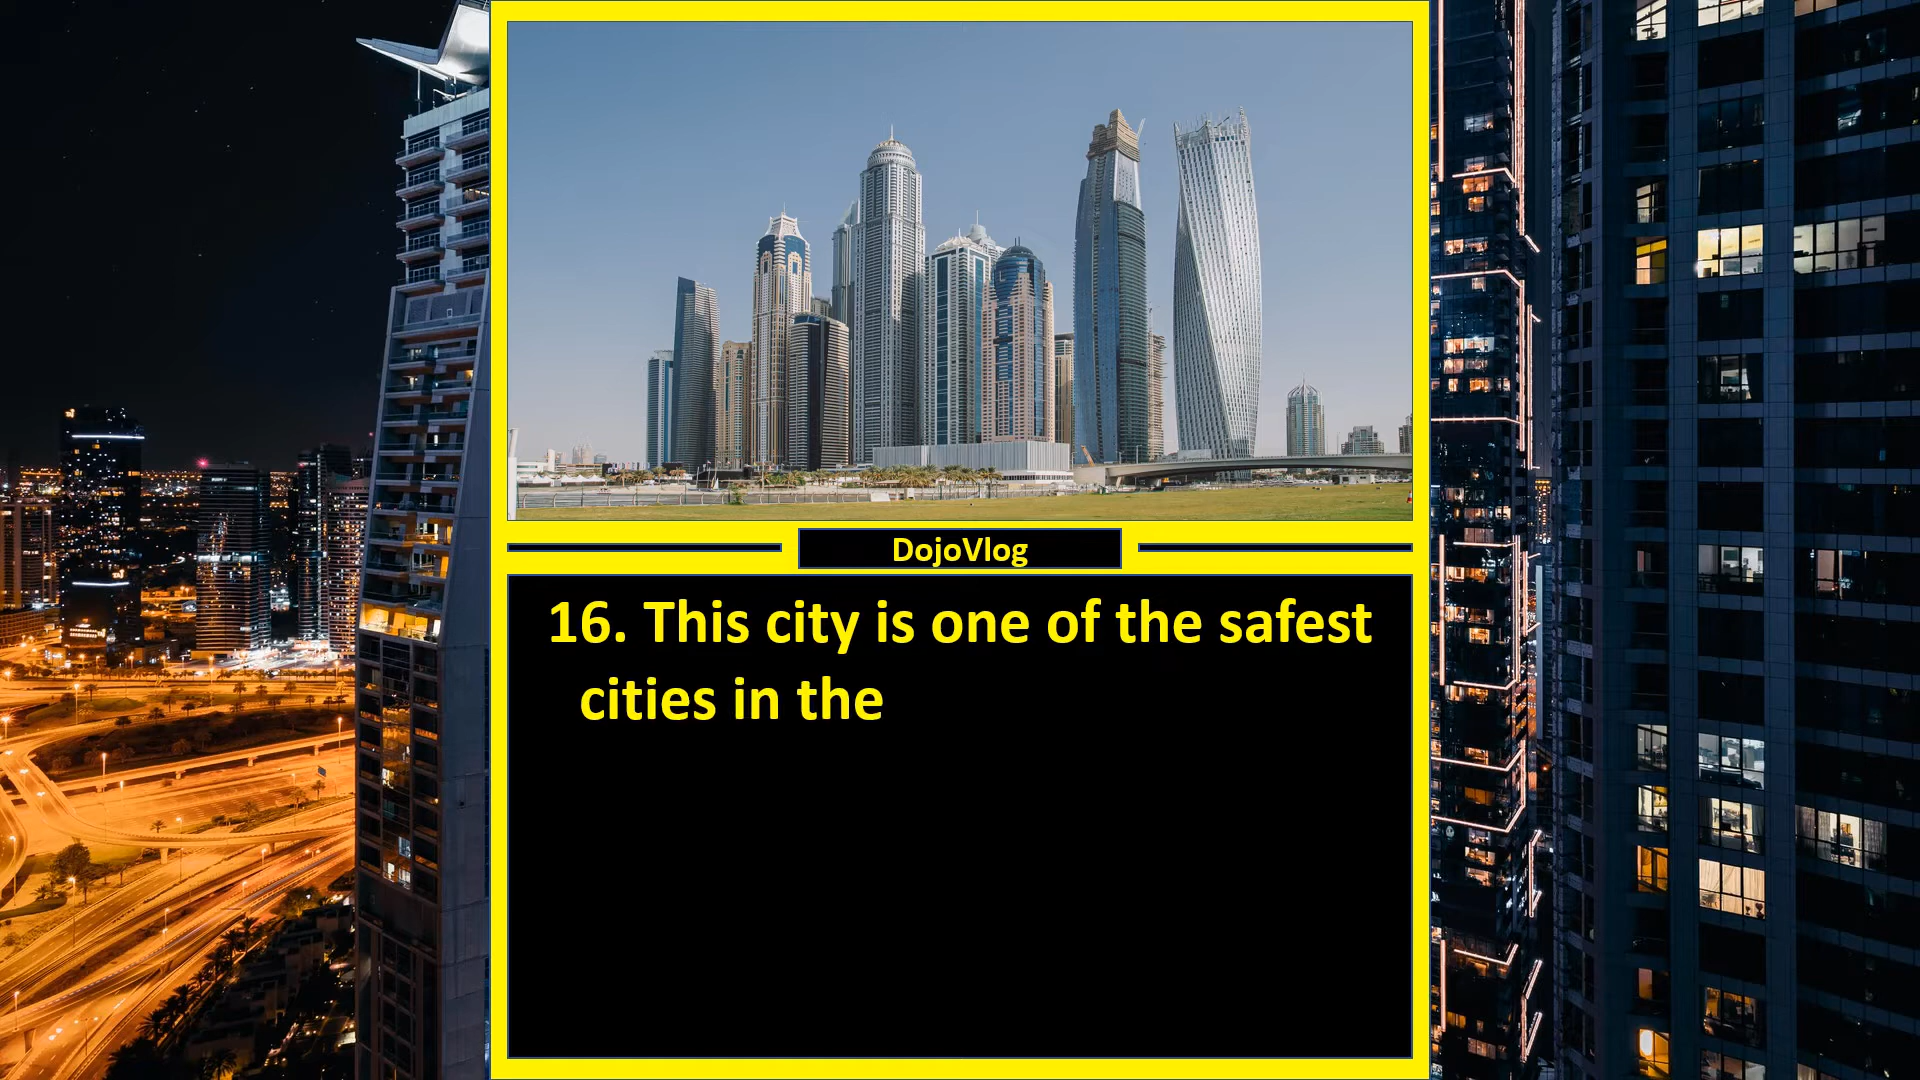 DojoVlog
16. This city is one of the safest
cities in the